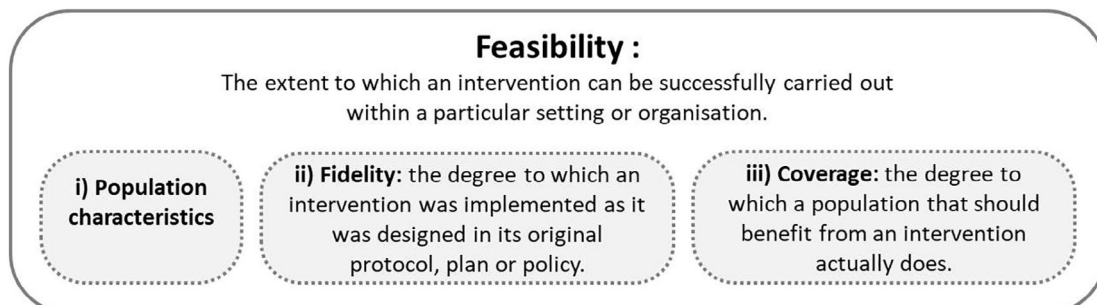 Feasibility :
The extent to which an intervention can be successfully carried out
within a particular setting or organisation.
i) Population
characteristics
ii) Fidelity: the degree to which an
intervention was implemented as it
was designed in its original
protocol, plan or policy.
iii) Coverage: the degree to
which a population that should
benefit from an intervention
actually does.